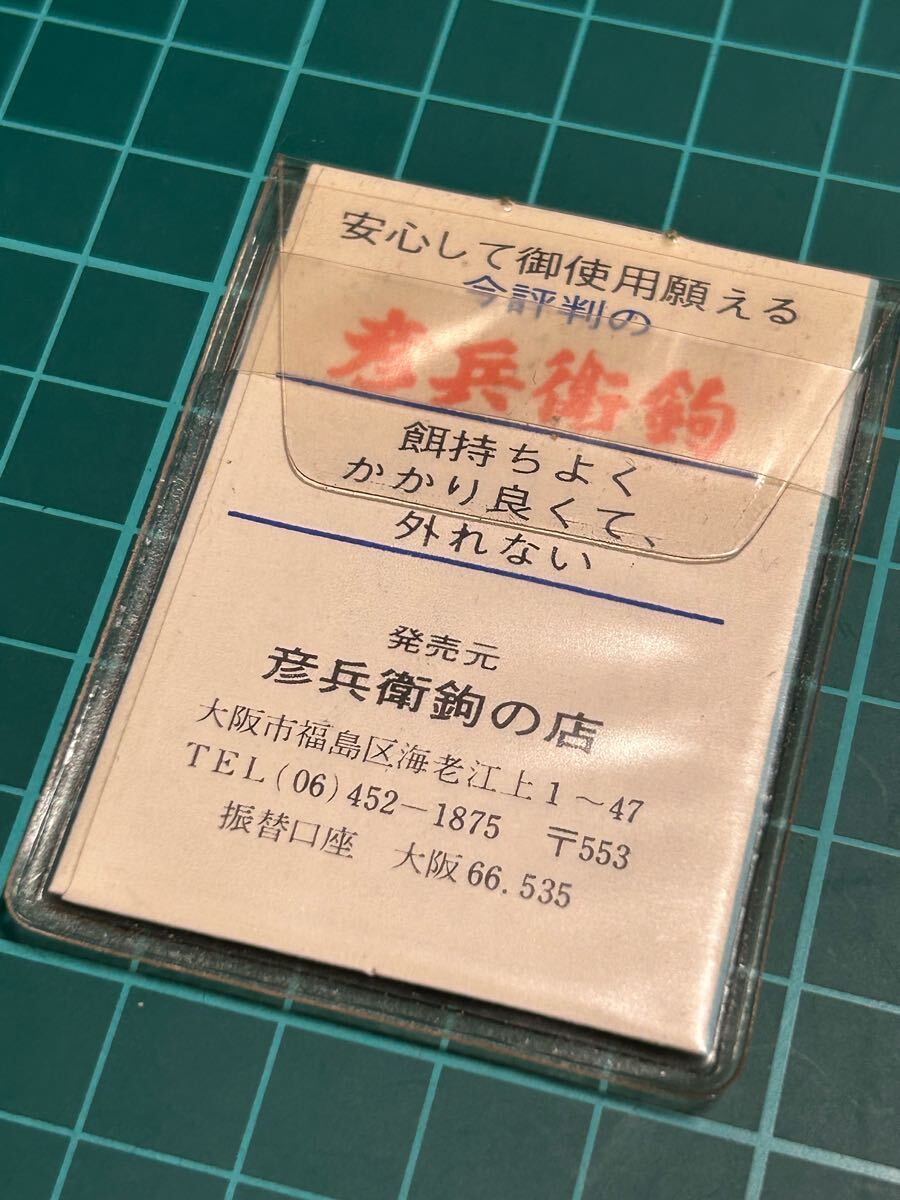 安心して御使用願える
今評判の
彦兵衛鉤
餌持ちよく
かかり良くて、
外れない
発売元
彦兵衛鉤の店
大阪市福島区海老江上1〜47
TEL(06)452−1875 〒553
振替口座 大阪66.535